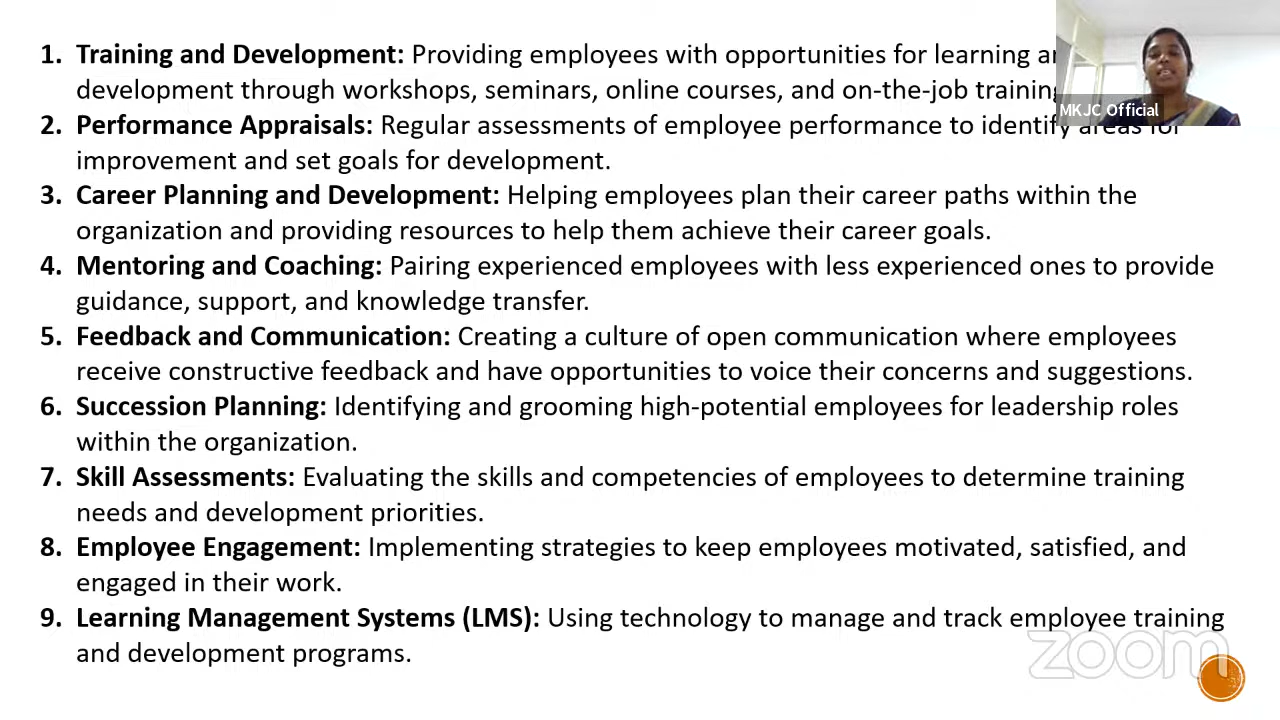 1. Training and Development: Providing employees with opportunities for learning
development through workshops, seminars, online courses, and on-the-job training
2. Performance Appraisals: Regular assessments of employee performance to identify areas for
improvement and set goals for development.
3. Career Planning and Development: Helping employees plan their career paths within the
organization and providing resources to help them achieve their career goals.
4. Mentoring and Coaching: Pairing experienced employees with less experienced ones to provide
guidance, support, and knowledge transfer.
5. Feedback and Communication: Creating a culture of open communication where employees
receive constructive feedback and have opportunities to voice their concerns and suggestions.
6. Succession Planning: Identifying and grooming high-potential employees for leadership roles
within the organization.
7. Skill Assessments: Evaluating the skills and competencies of employees to determine training
needs and development priorities.
8. Employee Engagement: Implementing strategies to keep employees motivated, satisfied, and
engaged in their work.
9. Learning Management Systems (LMS): Using technology to manage and track employee training
and development programs.
MKJC Official
zoom